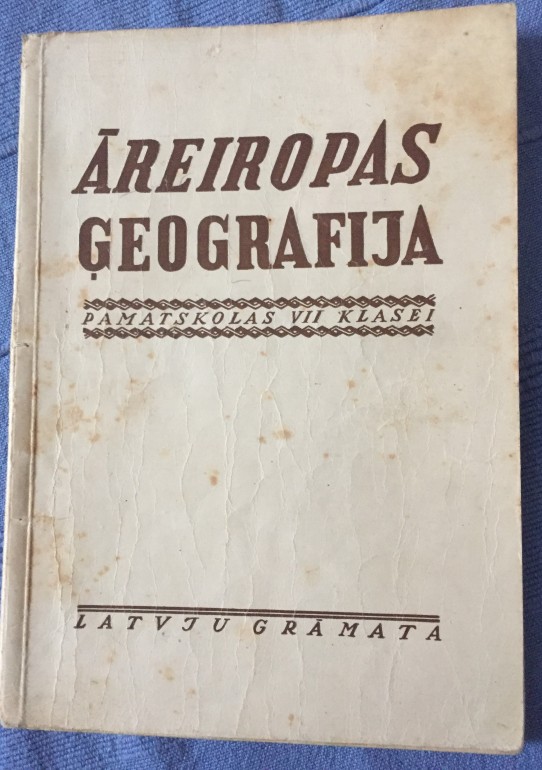 ĀREIROPAS
ĢEOGRAFIJA
PAMATSKOLAS VII KLASEI
LATVJU GRĀMATA